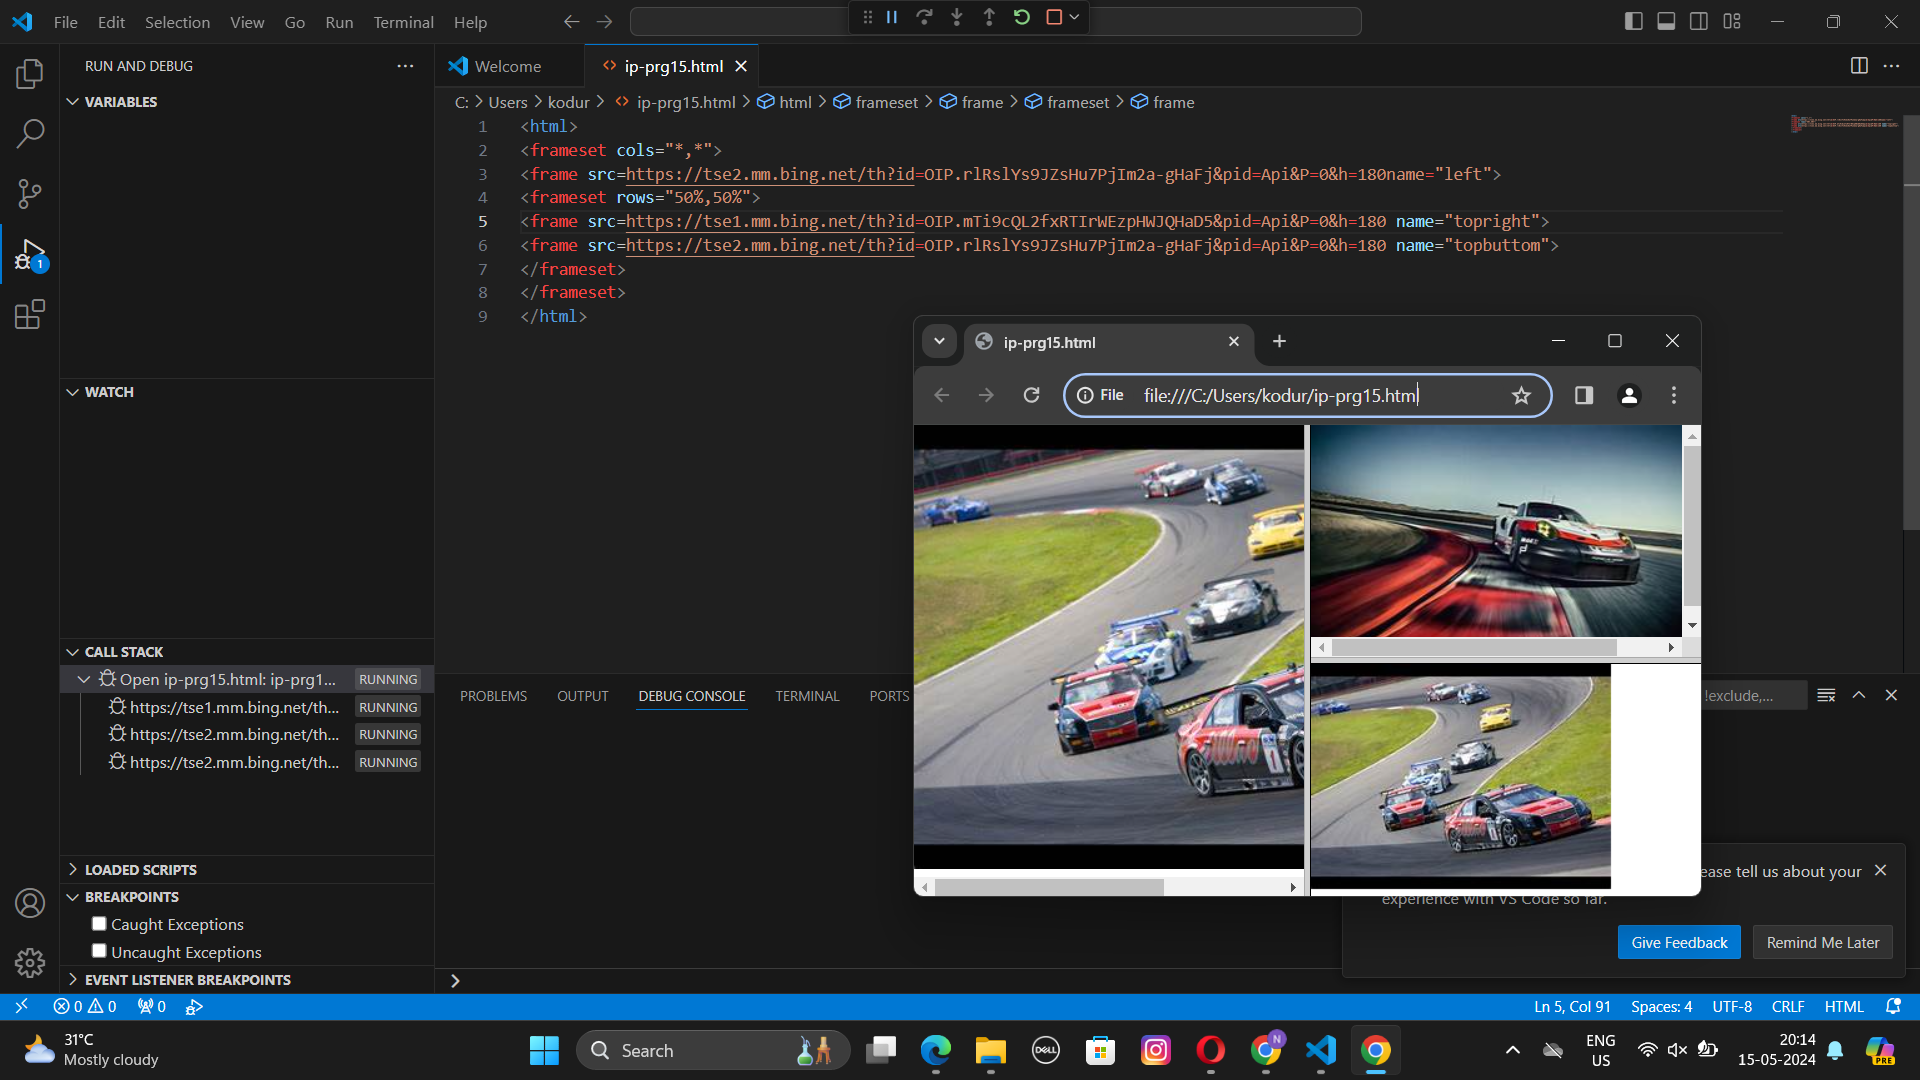 File Edit Selection View Go Run Terminal Help
RUN AND DEBUG
Welcome
ip-prg15.html
VARIABLES
C: Users kodur ip-prg15.html html frameset frame frameset frame
1 <html>
2 <frameset cols="*,*">
3 <frame src=https://tse2.mm.bing.net/th?id=OIP.rlRslYs9JZsHu7PjIm2a-gHaFj&pid=Api&P=0&h=180name="left">
4 <frameset rows="50%,50%">
5 <frame src=https://tse1.mm.bing.net/th?id=OIP.mTi9cQL2fxRTIrWEzpHWJQHaD5&pid=Api&P=0&h=180 name="topright">
6 <frame src=https://tse2.mm.bing.net/th?id=OIP.rlRslYs9JZsHu7PjIm2a-gHaFj&pid=Api&P=0&h=180 name="topbuttom">
7 </frameset>
8 </frameset>
9 </html>
1
WATCH
CALL STACK
Open ip-prg15.html: ip-prg1... RUNNING
https://tse1.mm.bing.net/th... RUNNING
https://tse2.mm.bing.net/th... RUNNING
https://tse2.mm.bing.net/th... RUNNING
LOADED SCRIPTS
BREAKPOINTS
Caught Exceptions
Uncaught Exceptions
EVENT LISTENER BREAKPOINTS
PROBLEMS OUTPUT DEBUG CONSOLE TERMINAL PORTS
!exclude,...
ip-prg15.html
File file:///C:/Users/kodur/ip-prg15.html
ease tell us about your
experience with VS Code so far.
Give Feedback Remind Me Later
0 0 0
Ln 5, Col 91 Spaces: 4 UTF-8 CRLF HTML
31°C
Mostly cloudy
Search
DELL
N
ENG
US
20:14
15-05-2024
PRE